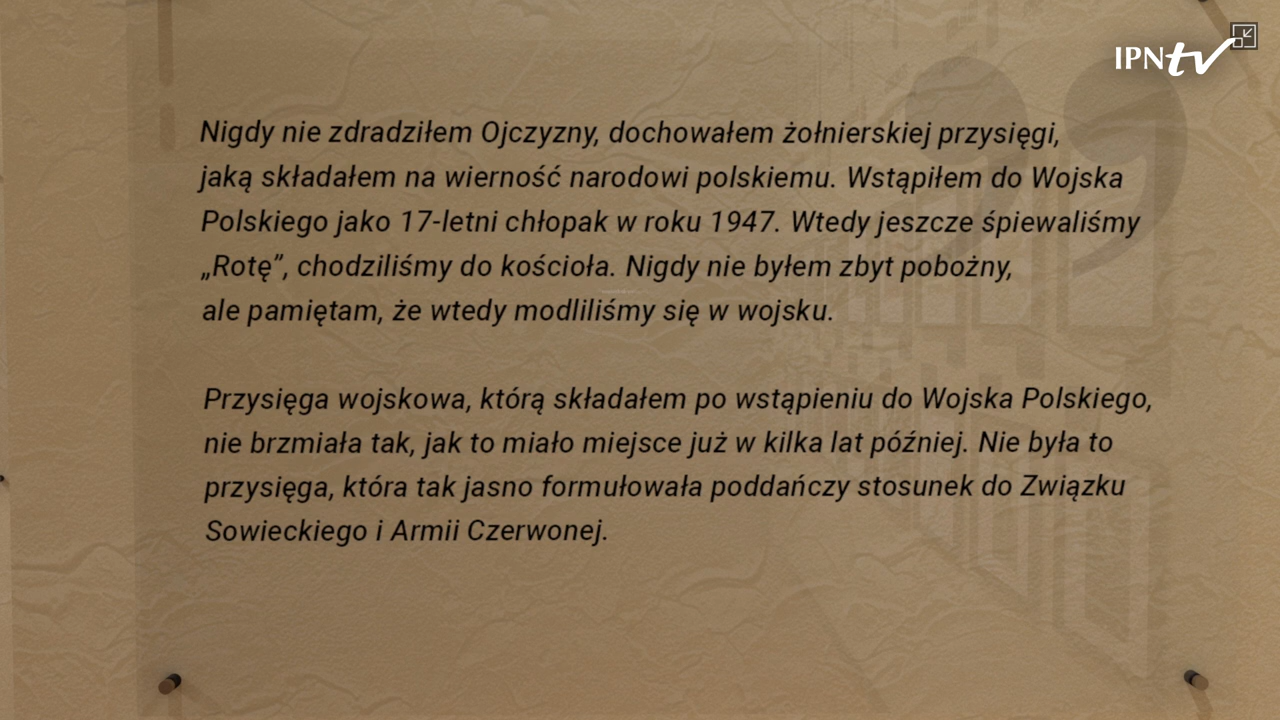 IPNtv
Nigdy nie zdradziłem Ojczyzny, dochowałem żołnierskiej przysięgi,
jaką składałem na wierność narodowi polskiemu. Wstąpiłem do Wojska
Polskiego jako 17-letni chłopak w roku 1947. Wtedy jeszcze śpiewaliśmy
„Rotę”, chodziliśmy do kościoła. Nigdy nie byłem zbyt pobożny,
ale pamiętam, że wtedy modliliśmy się w wojsku.
Przysięga wojskowa, którą składałem po wstąpieniu do Wojska Polskiego,
nie brzmiała tak, jak to miało miejsce już w kilka lat później. Nie była to
przysięga, która tak jasno formułowała poddańczy stosunek do Związku
Sowieckiego i Armii Czerwonej.